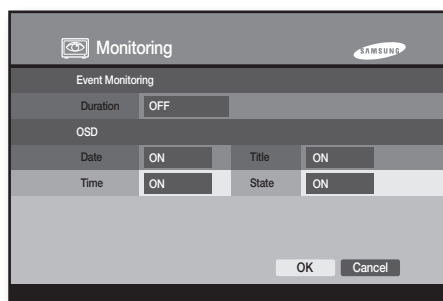 Monitoring
SAMSUNG
Event Monitoring
Duration OFF
OSD
Date ON Title ON
Time ON State ON
OK Cancel